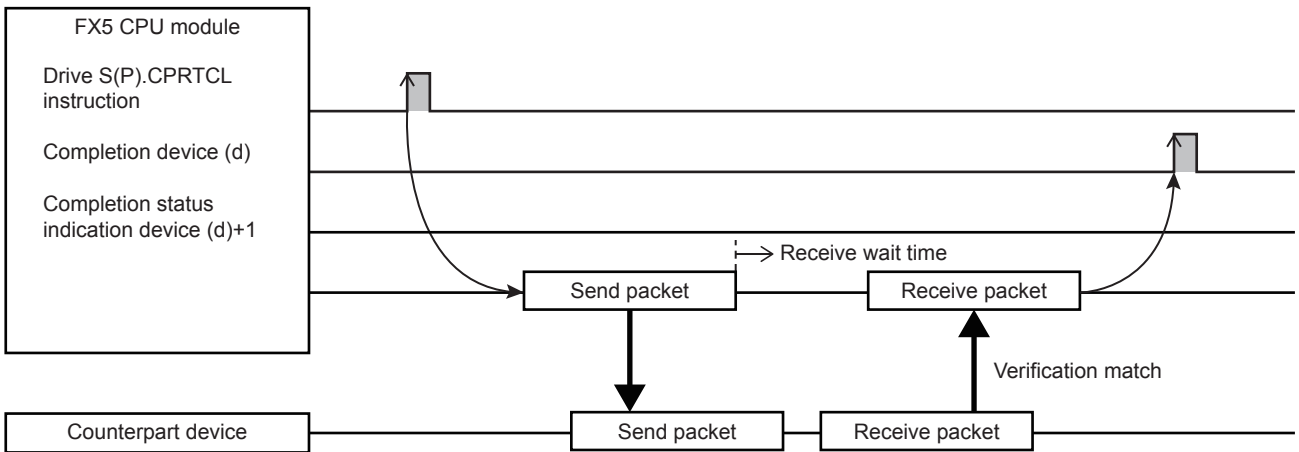 FX5 CPU module
Drive S(P).CPRTCL
instruction
Completion device (d)
Completion status
indication device (d)+1
Receive wait time
Send packet
Receive packet
Verification match
Counterpart device
Send packet
Receive packet